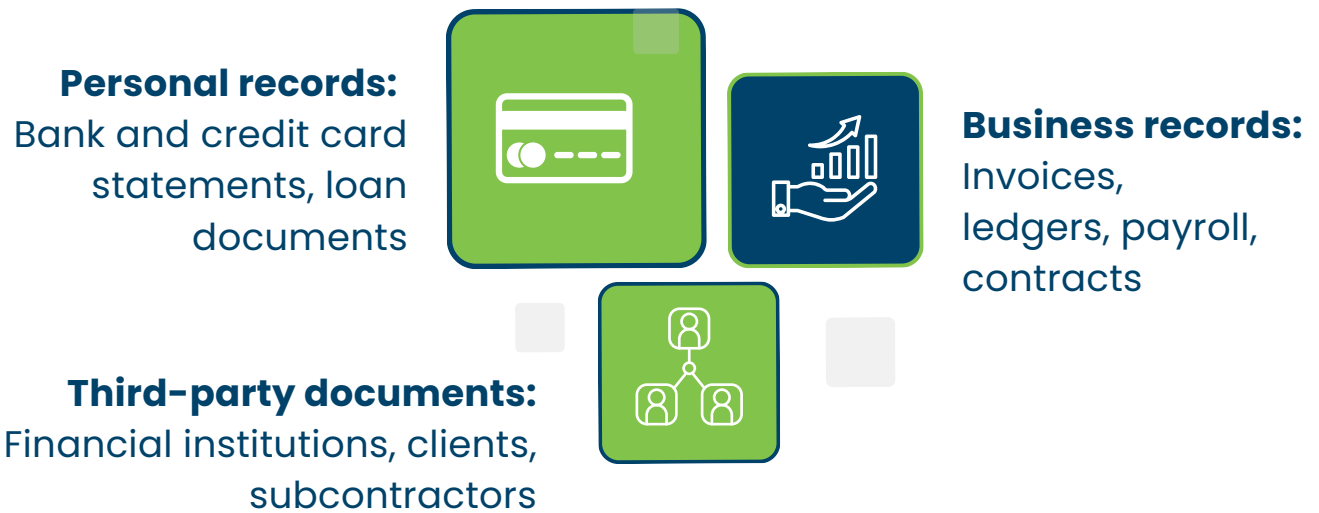 Personal records:
Bank and credit card
statements, loan
documents
Business records:
Invoices,
ledgers, payroll,
contracts
Third-party documents:
Financial institutions, clients,
subcontractors